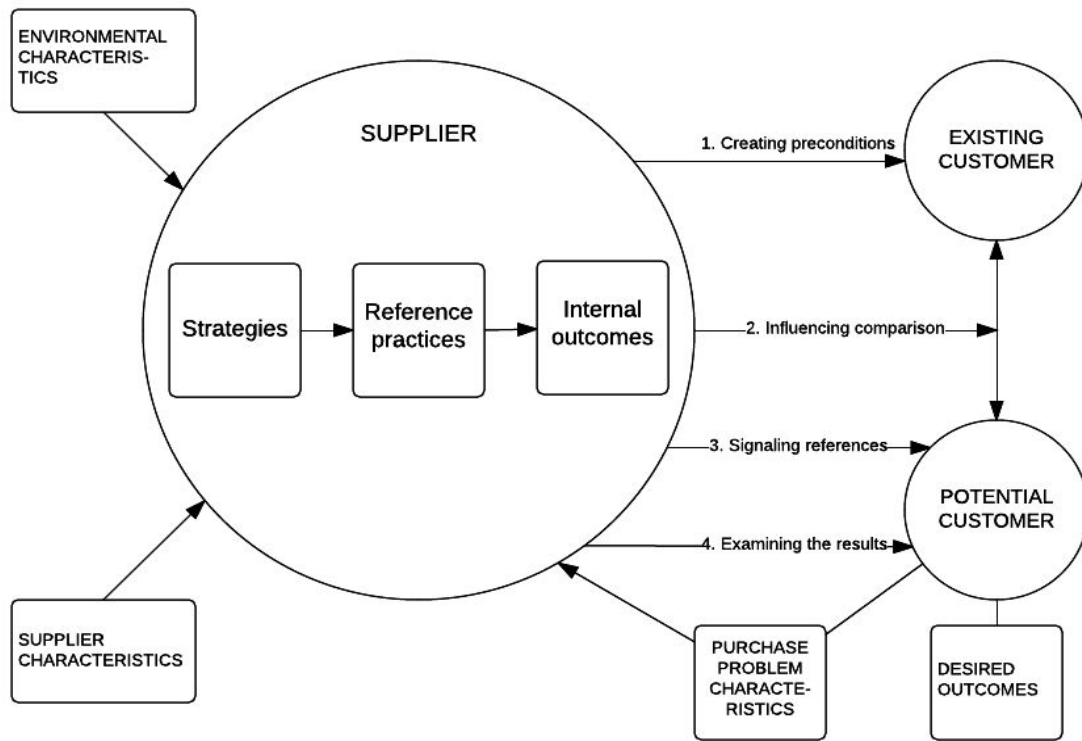 ENVIRONMENTAL
CHARACTERIS-
TICS
SUPPLIER
1. Creating preconditions
EXISTING
CUSTOMER
Strategies
Reference
practices
Internal
outcomes
2. Influencing comparison
3. Signaling references
POTENTIAL
CUSTOMER
4. Examining the results
SUPPLIER
CHARACTERISTICS
PURCHASE
PROBLEM
CHARACTE-
RISTICS
DESIRED
OUTCOMES